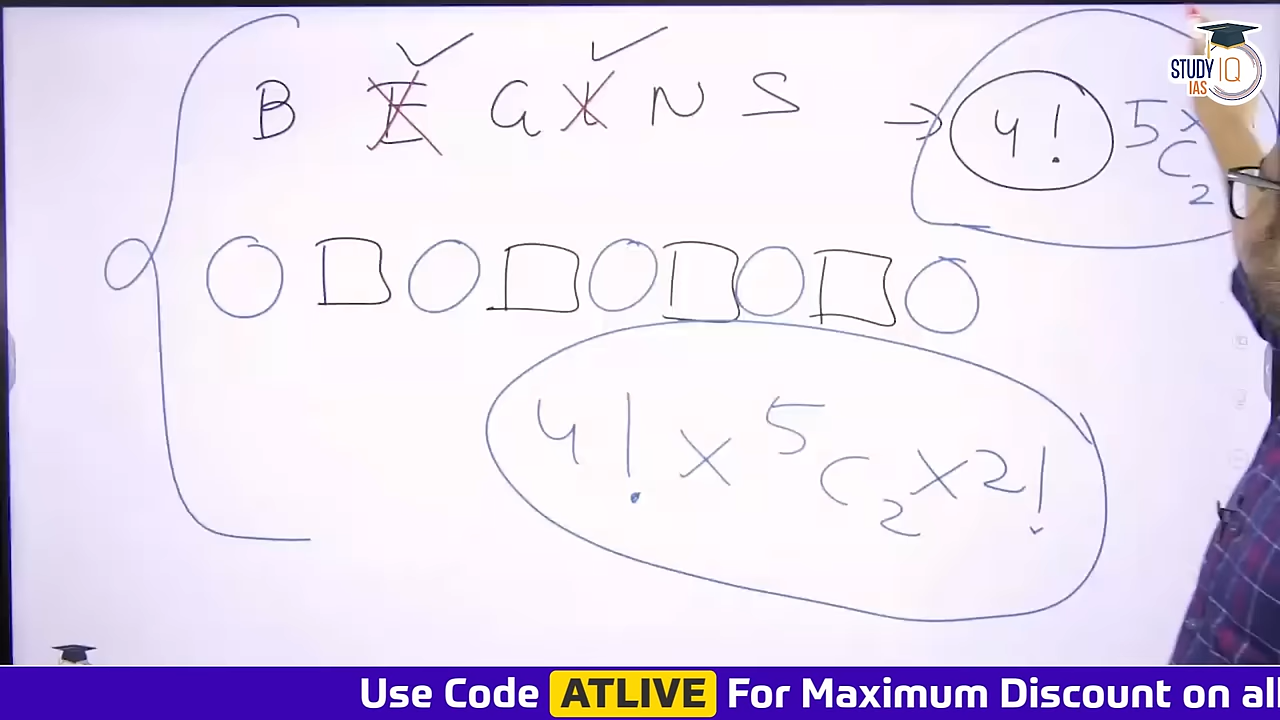 B E G I N S → 4! 5 x
C 2
4! x 5 C 2 x 2!
STUDY IQ
IAS
Use Code ATLIVE For Maximum Discount on all